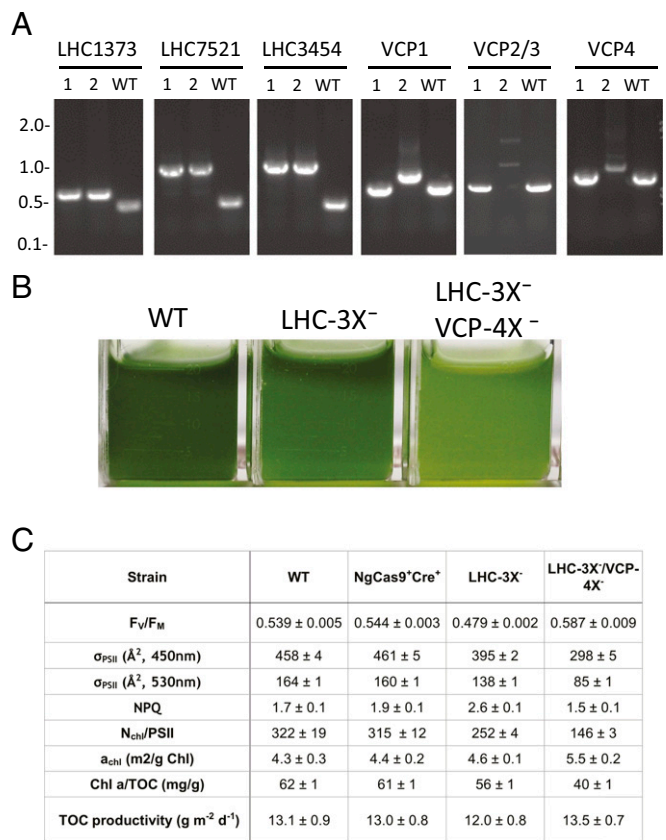 A
LHC1373 LHC7521 LHC3454 VCP1 VCP2/3 VCP4
1 2 WT 1 2 WT 1 2 WT 1 2 WT 1 2 WT 1 2 WT
2.0-
1.0-
0.5-
0.1-
B
WT LHC-3X⁻ LHC-3X⁻
VCP-4X⁻
C
Strain WT NgCas9⁺Cre⁺ LHC-3X⁻ LHC-3X⁻/VCP-
4X⁻
Fᵥ/Fᴍ 0.539 ± 0.005 0.544 ± 0.003 0.479 ± 0.002 0.587 ± 0.009
σPSII (Å², 450nm) 458 ± 4 461 ± 5 395 ± 2 298 ± 5
σPSII (Å², 530nm) 164 ± 1 160 ± 1 138 ± 1 85 ± 1
NPQ 1.7 ± 0.1 1.9 ± 0.1 2.6 ± 0.1 1.5 ± 0.1
Nchl/PSII 322 ± 19 315 ± 12 252 ± 4 146 ± 3
achl (m2/g Chl) 4.3 ± 0.3 4.4 ± 0.2 4.6 ± 0.1 5.5 ± 0.2
Chl a/TOC (mg/g) 62 ± 1 61 ± 1 56 ± 1 40 ± 1
TOC productivity (g m⁻² d⁻¹) 13.1 ± 0.9 13.0 ± 0.8 12.0 ± 0.8 13.5 ± 0.7